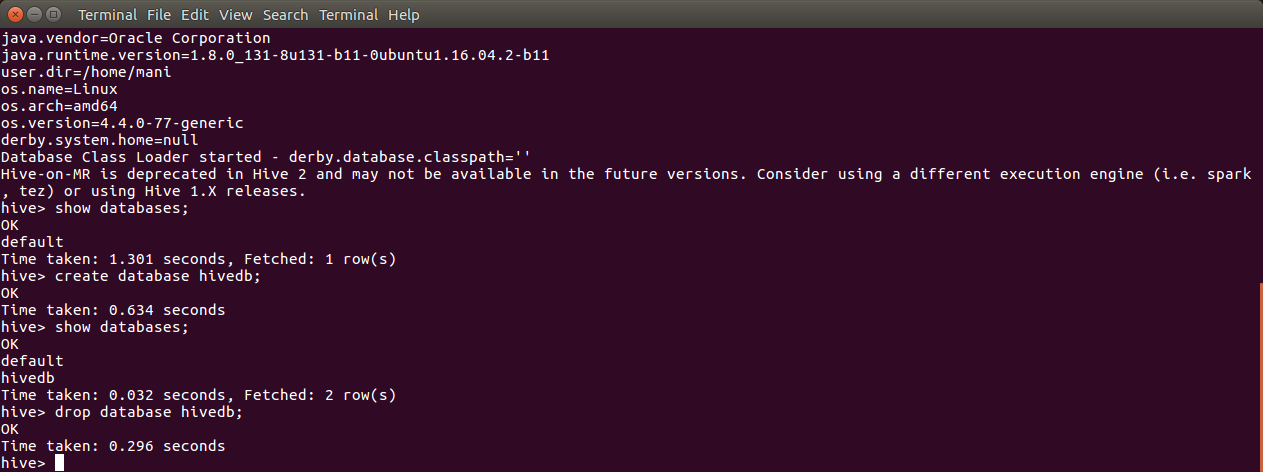 Terminal File Edit View Search Terminal Help
java.vendor=Oracle Corporation
java.runtime.version=1.8.0_131-8u131-b11-0ubuntu1.16.04.2-b11
user.dir=/home/mani
os.name=Linux
os.arch=amd64
os.version=4.4.0-77-generic
derby.system.home=null
Database Class Loader started - derby.database.classpath=''
Hive-on-MR is deprecated in Hive 2 and may not be available in the future versions. Consider using a different execution engine (i.e. spark
, tez) or using Hive 1.X releases.
hive> show databases;
OK
default
Time taken: 1.301 seconds, Fetched: 1 row(s)
hive> create database hivedb;
OK
Time taken: 0.634 seconds
hive> show databases;
OK
default
hivedb
Time taken: 0.032 seconds, Fetched: 2 row(s)
hive> drop database hivedb;
OK
Time taken: 0.296 seconds
hive>